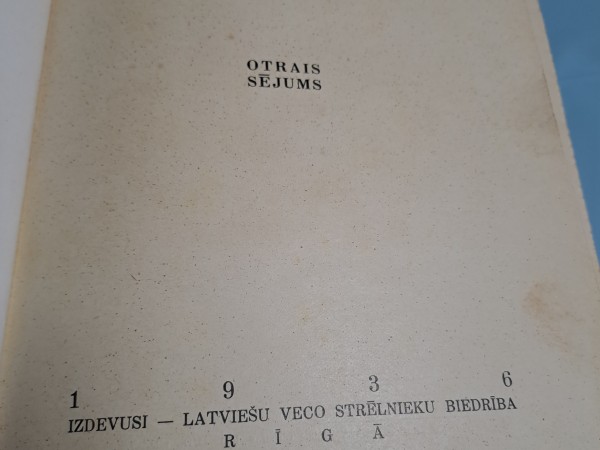 OTRAIS
SĒJUMS
1 9 3 6
IZDEVUSI — LATVIEŠU VECO STRĒLNIEKU BIEDRĪBA
R Ī G Ā